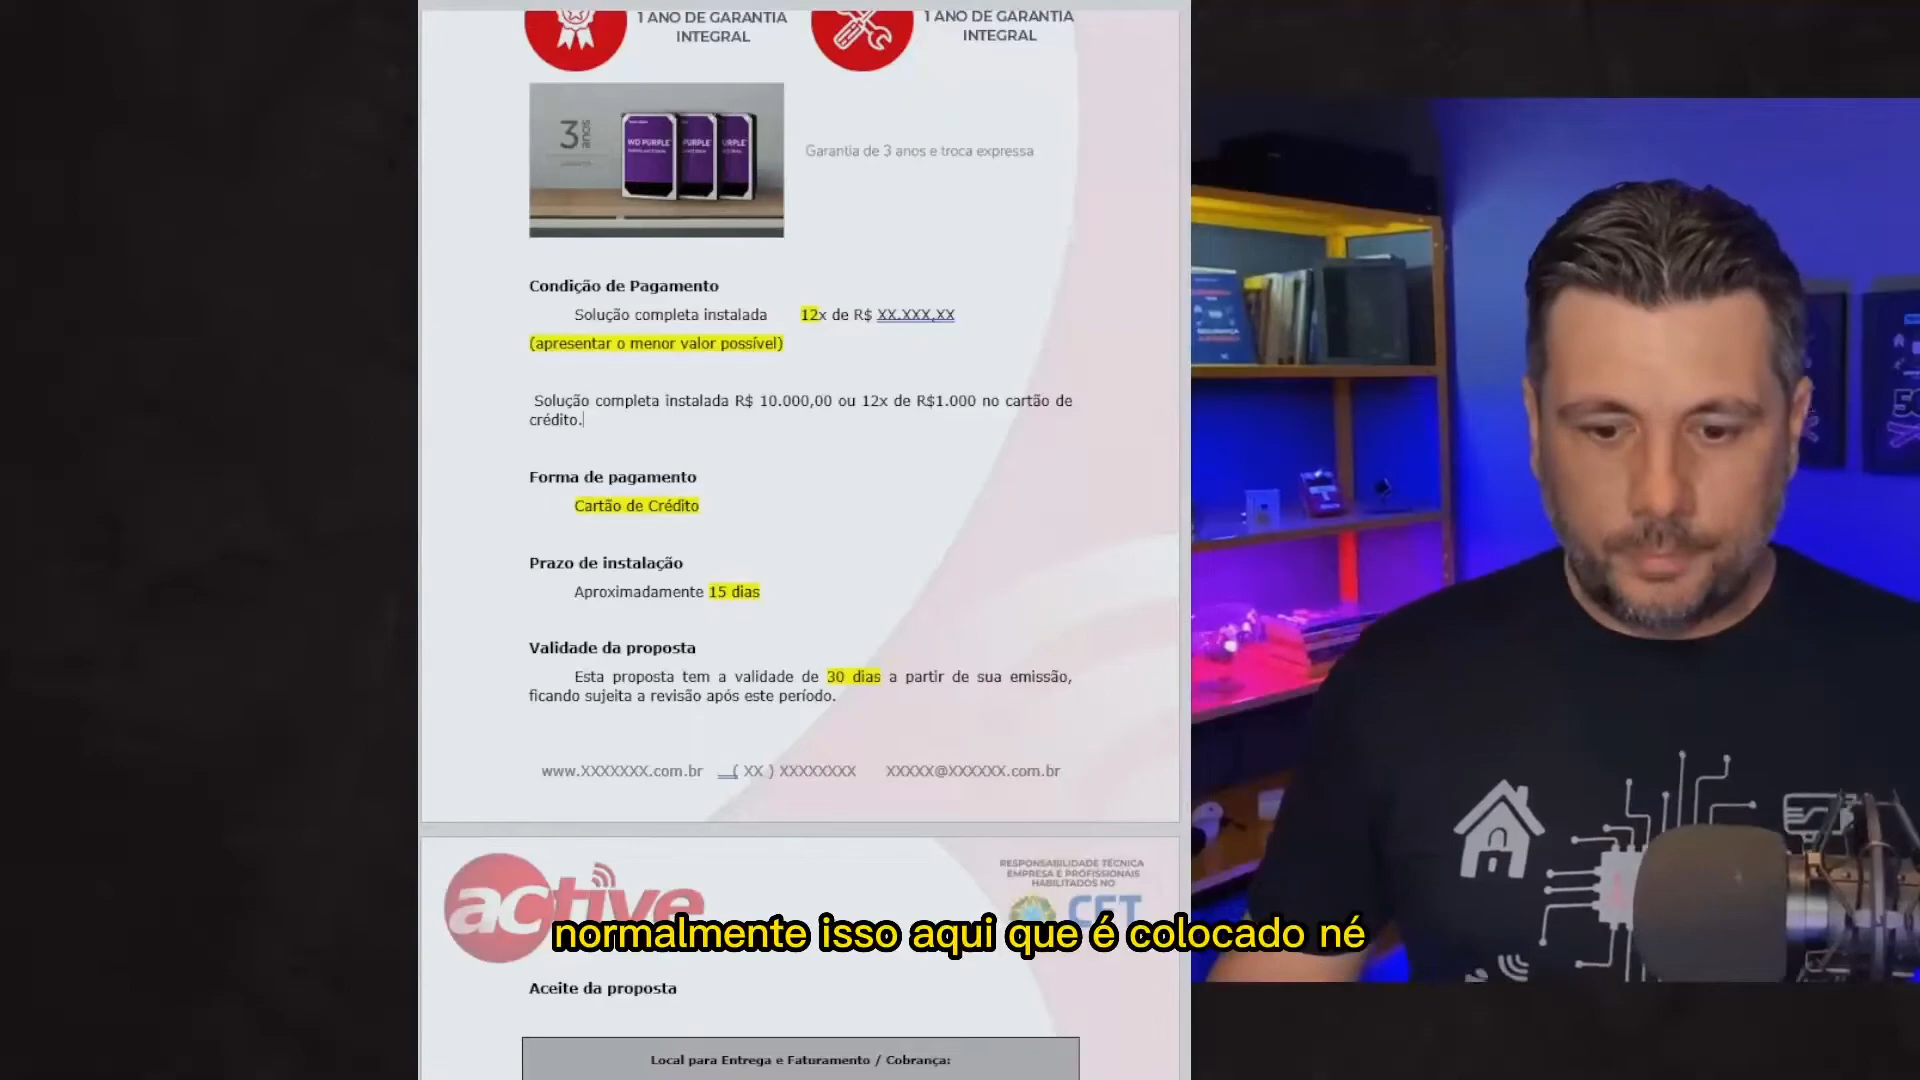 1 ANO DE GARANTIA
INTEGRAL
1 ANO DE GARANTIA
INTEGRAL
3 anos
WD PURPLE
PURPLE
PURPLE
Garantia de 3 anos e troca expressa
Condição de Pagamento
Solução completa instalada 12x de R$ XX.XXX,XX
(apresentar o menor valor possível)
Solução completa instalada R$ 10.000,00 ou 12x de R$1.000 no cartão de
crédito.
Forma de pagamento
Cartão de Crédito
Prazo de instalação
Aproximadamente 15 dias
Validade da proposta
Esta proposta tem a validade de 30 dias a partir de sua emissão,
ficando sujeita a revisão após este período.
www.XXXXXXX.com.br __( XX ) XXXXXXXX XXXXX@XXXXXX.com.br
active
RESPONSABILIDADE TÉCNICA
EMPRESA E PROFISSIONAIS
HABILITADOS NO
CFT
normalmente isso aqui que é colocado né
Aceite da proposta
Local para Entrega e Faturamento / Cobrança: